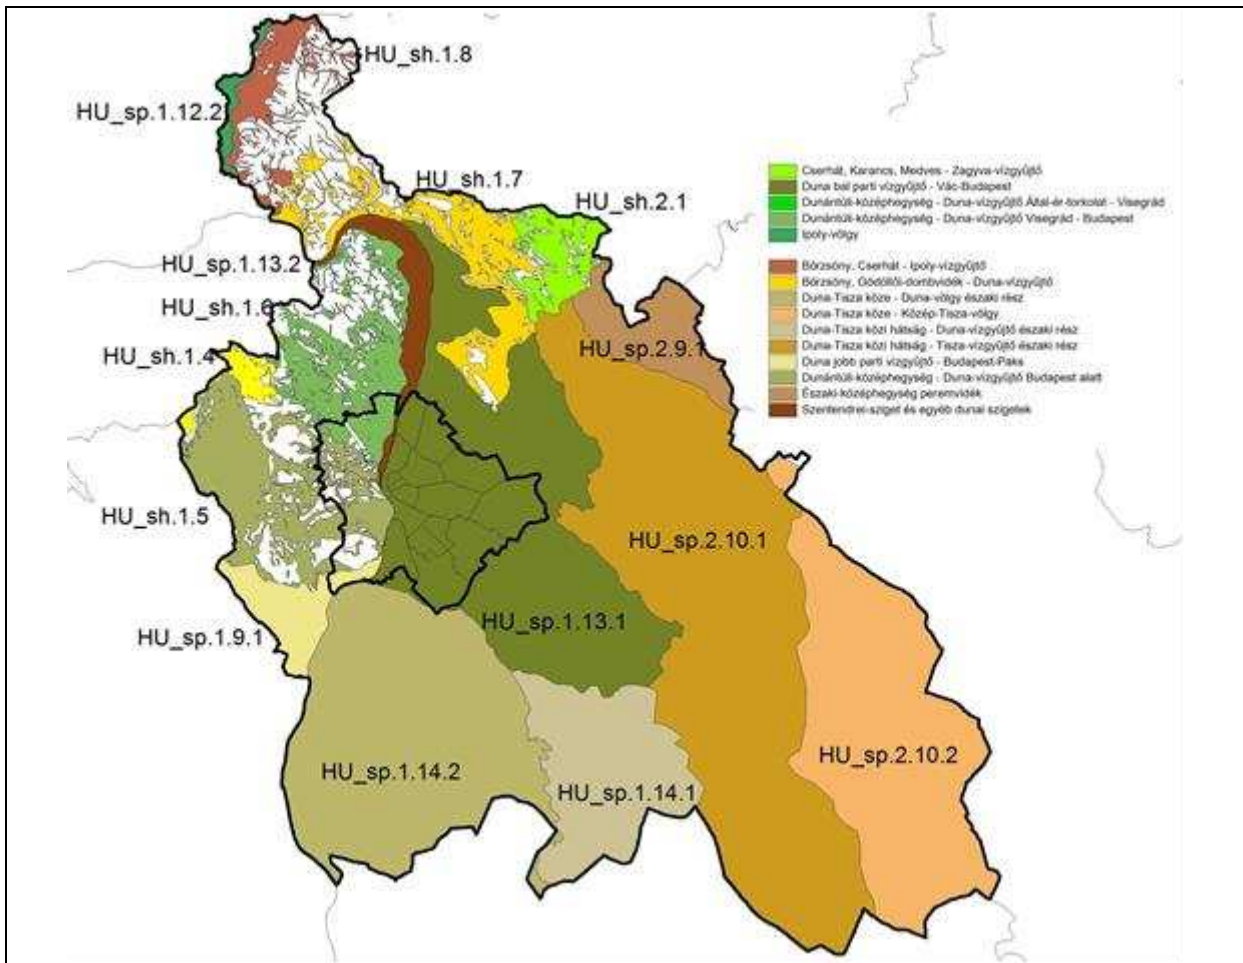 HU_sh.1.8
HU_sp.1.12.2
HU_sh.1.7
HU_sh.2.1
HU_sp.1.13.2
HU_sh.1.6
HU_sh.1.4
HU_sp.2.9.1
HU_sh.1.5
HU_sp.2.10.1
HU_sp.1.13.1
HU_sp.1.9.1
HU_sp.2.10.2
HU_sp.1.14.2
HU_sp.1.14.1
Cserhát, Karancs, Medves - Zagyva-vízgyűjtő
Duna bal parti vízgyűjtő - Vác-Budapest
Dunántúli-középhegység - Duna-vízgyűjtő Által-ér-torkolat - Visegrád
Dunántúli-középhegység - Duna-vízgyűjtő Visegrád - Budapest
Ipoly-völgy
Börzsöny, Cserhát - Ipoly-vízgyűjtő
Börzsöny, Gödöllői-dombvidék - Duna-vízgyűjtő
Duna-Tisza köze - Duna-völgy északi rész
Duna-Tisza köze - Közép-Tisza-völgy
Duna-Tisza közi hátság - Duna-vízgyűjtő északi rész
Duna-Tisza közi hátság - Tisza-vízgyűjtő északi rész
Duna jobb parti vízgyűjtő - Budapest-Paks
Dunántúli-középhegység - Duna-vízgyűjtő Budapest alatt
Északi-középhegység peremvidék
Szentendrei-sziget és egyéb dunai szigetek